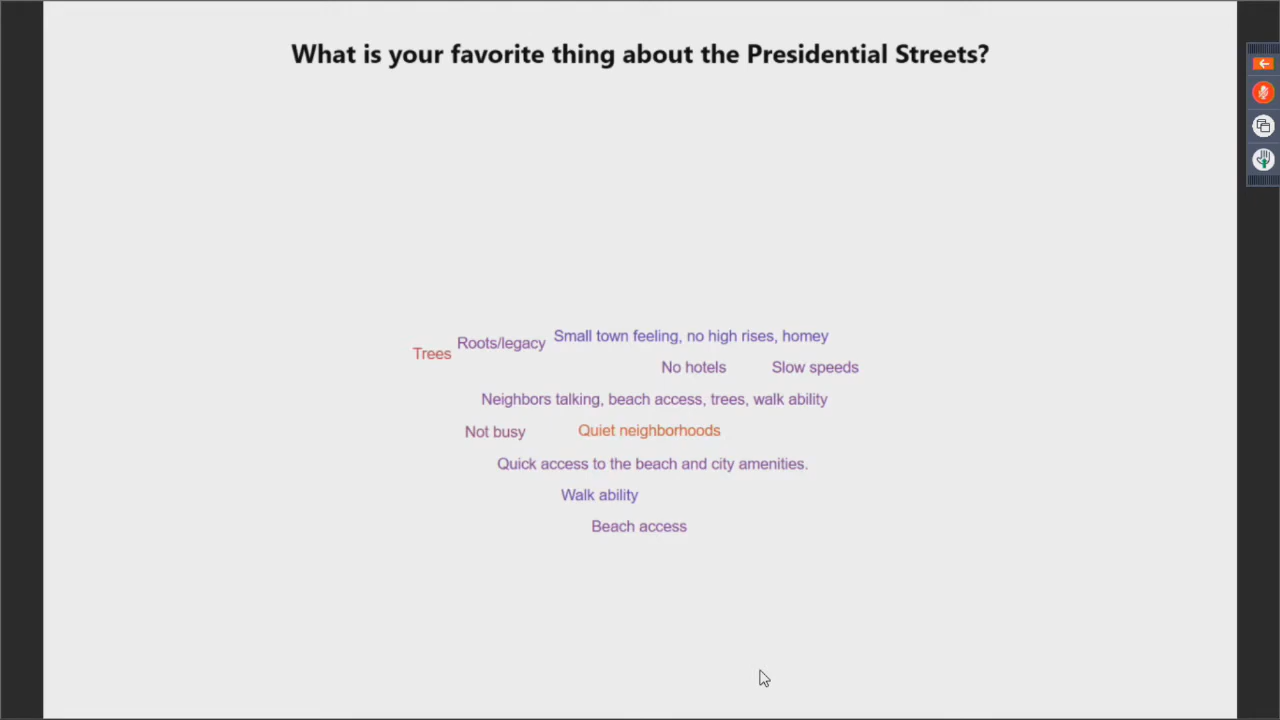 What is your favorite thing about the Presidential Streets?
Small town feeling, no high rises, homey
Roots/legacy
Trees
No hotels
Slow speeds
Neighbors talking, beach access, trees, walk ability
Not busy
Quiet neighborhoods
Quick access to the beach and city amenities.
Walk ability
Beach access